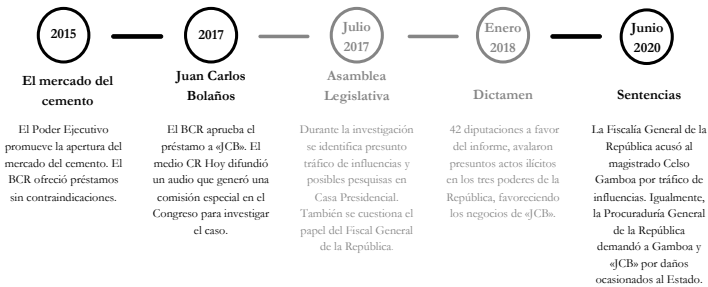 2015
El mercado del
cemento
El Poder Ejecutivo
promueve la apertura del
mercado del cemento. El
BCR ofreció préstamos
sin contraindicaciones.
2017
Juan Carlos
Bolaños
El BCR aprueba el
préstamo a «JCB». El
medio CR Hoy difundió
un audio que generó una
comisión especial en el
Congreso para investigar
el caso.
Julio
2017
Asamblea
Legislativa
Durante la investigación
se identifica presunto
tráfico de influencias y
posibles pesquisas en
Casa Presidencial.
También se cuestiona el
papel del Fiscal General
de la República.
Enero
2018
Dictamen
42 diputaciones a favor
del informe, avalaron
presuntos actos ilícitos
en los tres poderes de la
República, favoreciendo
los negocios de «JCB».
Junio
2020
Sentencias
La Fiscalía General de la
República acusó al
magistrado Celso
Gamboa por tráfico de
influencias. Igualmente,
la Procuraduría General
de la República
demandó a Gamboa y
«JCB» por daños
ocasionados al Estado.